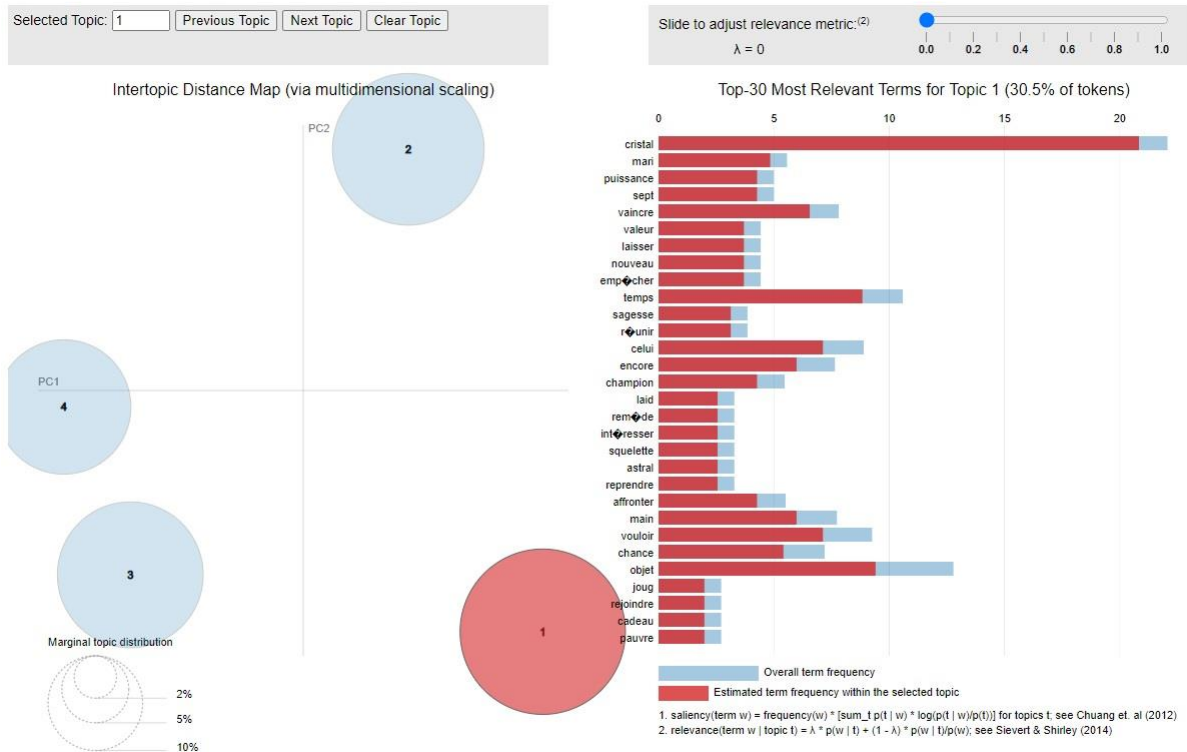 Selected Topic: 1 Previous Topic Next Topic Clear Topic
Slide to adjust relevance metric:(2)
λ = 0
0.0 0.2 0.4 0.6 0.8 1.0
Intertopic Distance Map (via multidimensional scaling)
PC2
2
PC1
4
3
1
Marginal topic distribution
2%
5%
10%
Top-30 Most Relevant Terms for Topic 1 (30.5% of tokens)
0 5 10 15 20
cristal
mari
puissance
sept
vaincre
valeur
laisser
nouveau
emp�cher
temps
sagesse
r�unir
celui
encore
champion
laid
rem�de
int�resser
squelette
astral
reprendre
affronter
main
vouloir
chance
objet
joug
rejoindre
cadeau
pauvre
Overall term frequency
Estimated term frequency within the selected topic
1. saliency(term w) = frequency(w) * [sum_t p(t | w) * log(p(t | w)/p(t))] for topics t; see Chuang et. al (2012)
2. relevance(term w | topic t) = λ * p(w | t) + (1 - λ) * p(w | t)/p(w); see Sievert & Shirley (2014)